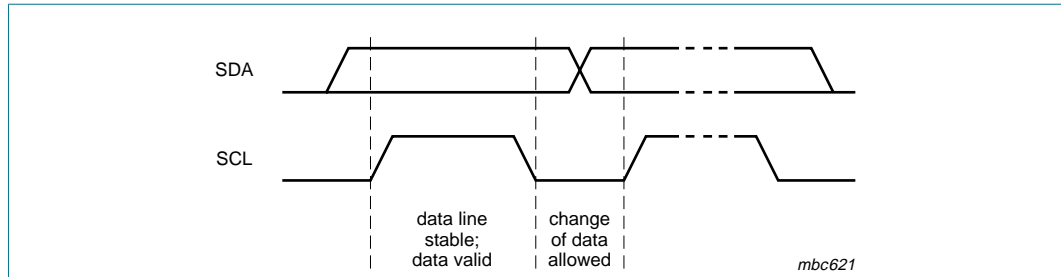 SDA
SCL
data line
stable;
data valid
change
of data
allowed
mbc621